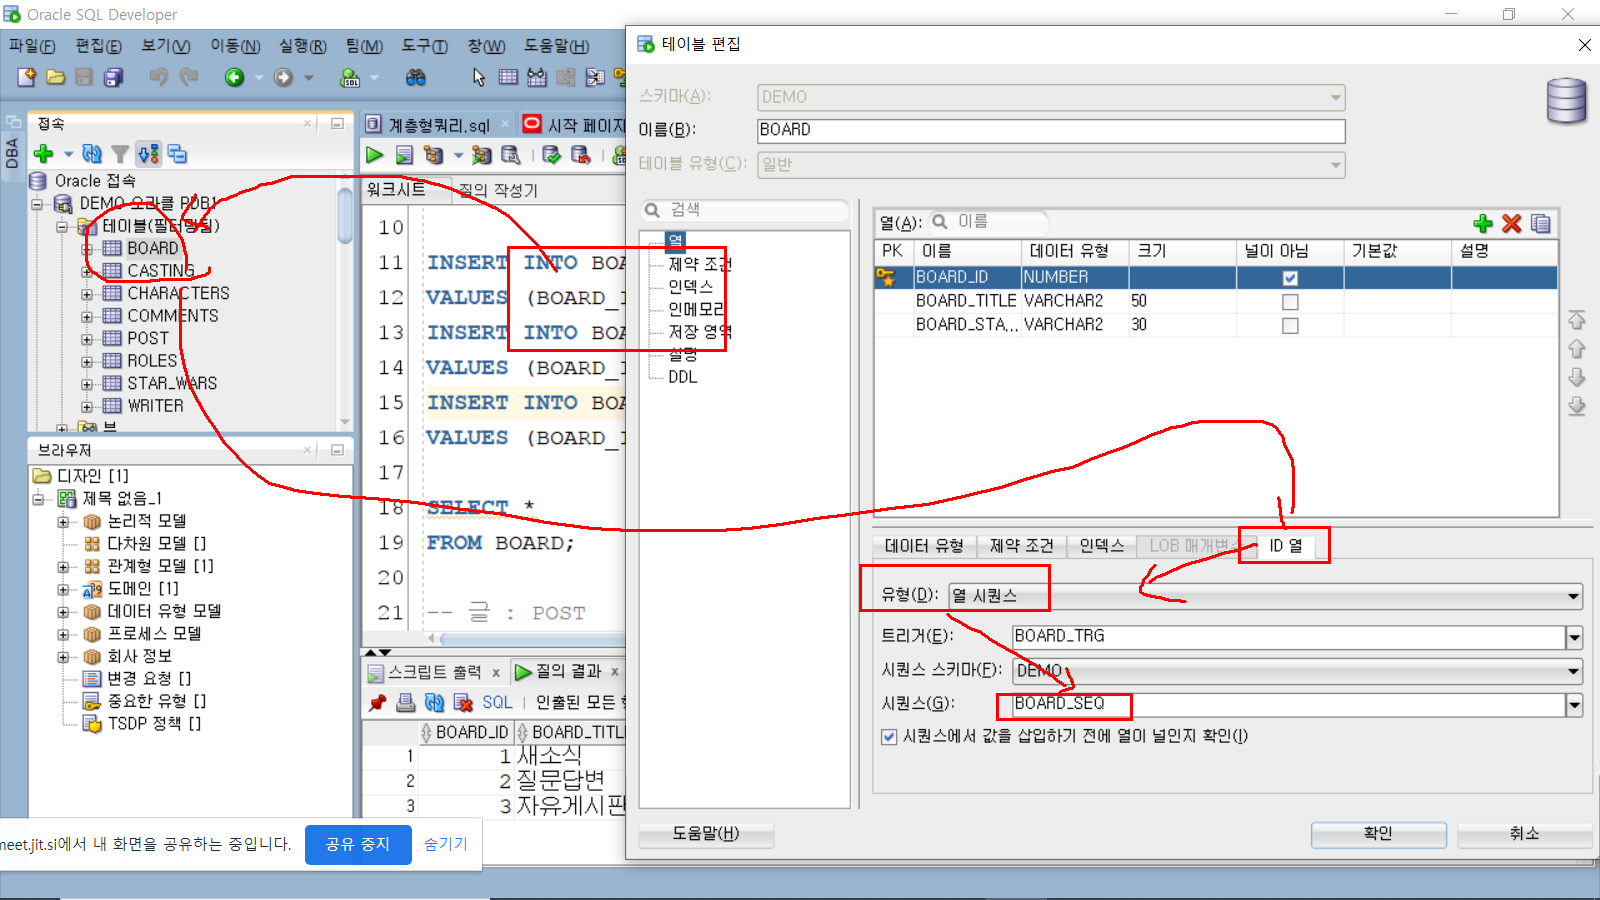 Oracle SQL Developer
파일(F) 편집(E) 보기(V) 이동(N) 실행(R) 팀(M) 도구(T) 창(W) 도움말(H)
접속
DBA
Oracle 접속
DEMO 오라클 PDB1
테이블(필터링됨)
BOARD
CASTING
CHARACTERS
COMMENTS
POST
ROLES
STAR_WARS
WRITER
브라우저
디자인 [1]
제목 없음_1
논리적 모델
다차원 모델 []
관계형 모델 [1]
도메인 [1]
데이터 유형 모델
프로세스 모델
회사 정보
변경 요청 []
중요한 유형 []
TSDP 정책 []
계층형쿼리.sql
시작 페이지
워크시트 질의 작성기
10
11 INSERT INTO BOA
12 VALUES (BOARD_I
13 INSERT INTO BOA
14 VALUES (BOARD_I
15 INSERT INTO BOA
16 VALUES (BOARD_I
17
18 SELECT *
19 FROM BOARD;
20
21 -- 글 : POST
스크립트 출력 질의 결과
SQL 인출된 모든
BOARD_ID BOARD_TITL
1 1 새소식
2 2 질문답변
3 3 자유게시판
meet.jit.si에서 내 화면을 공유하는 중입니다. 공유 중지 숨기기
테이블 편집
스키마(A): DEMO
이름(B): BOARD
테이블 유형(C): 일반
검색
열
제약 조건
인덱스
인메모리
저장 영역
설명
DDL
열(A): 이름
PK 이름 데이터 유형 크기 널이 아님 기본값 설명
BOARD_ID NUMBER
BOARD_TITLE VARCHAR2 50
BOARD_STA... VARCHAR2 30
데이터 유형 제약 조건 인덱스 LOB 매개변 ID 열
유형(D): 열 시퀀스
트리거(E): BOARD_TRG
시퀀스 스키마(F): DEMO
시퀀스(G): BOARD_SEQ
시퀀스에서 값을 삽입하기 전에 열이 널인지 확인(I)
도움말(H) 확인 취소